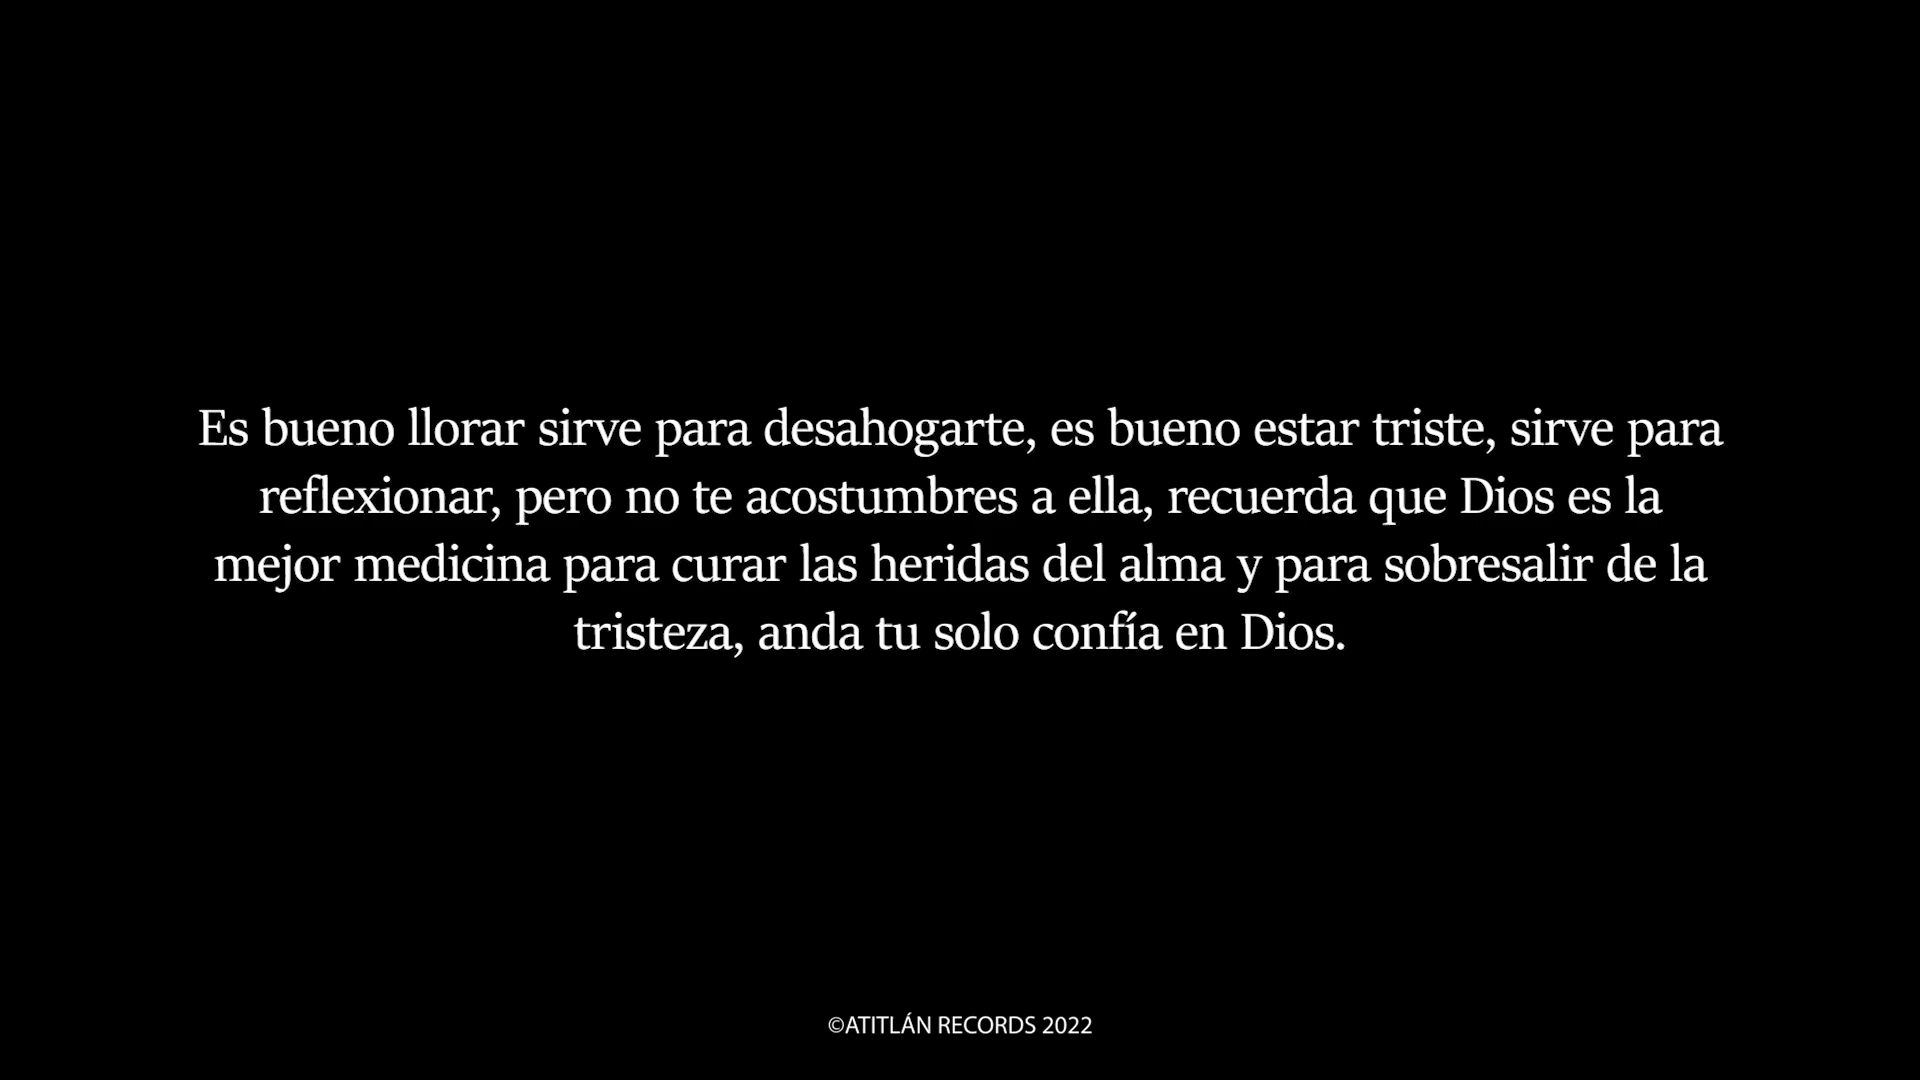 Es bueno llorar sirve para desahogarte, es bueno estar triste, sirve para
reflexionar, pero no te acostumbres a ella, recuerda que Dios es la
mejor medicina para curar las heridas del alma y para sobresalir de la
tristeza, anda tu solo confía en Dios.
©ATITLÁN RECORDS 2022